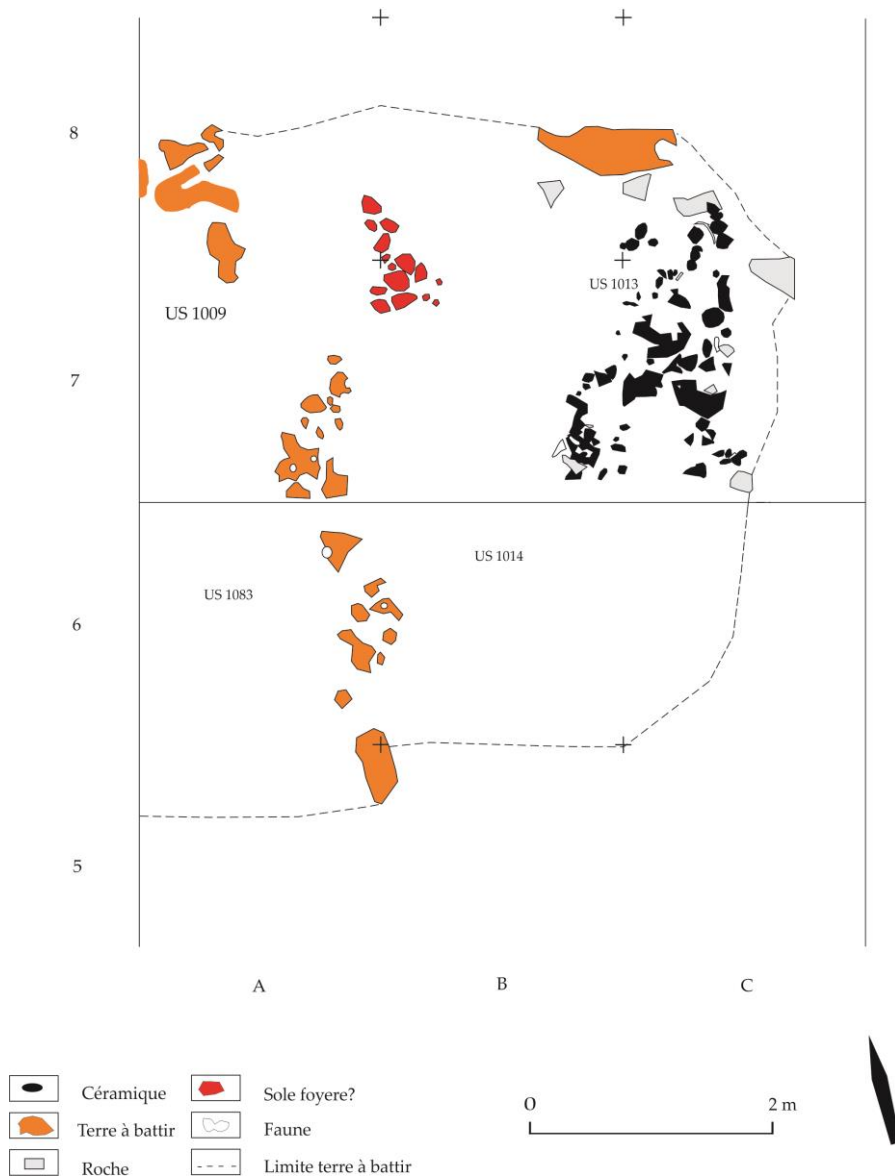 8
US 1013
US 1009
7
US 1014
US 1083
6
5
A B C
Céramique Sole foyere?
O 2 m
Terre à battir Faune
Roche Limite terre à battir